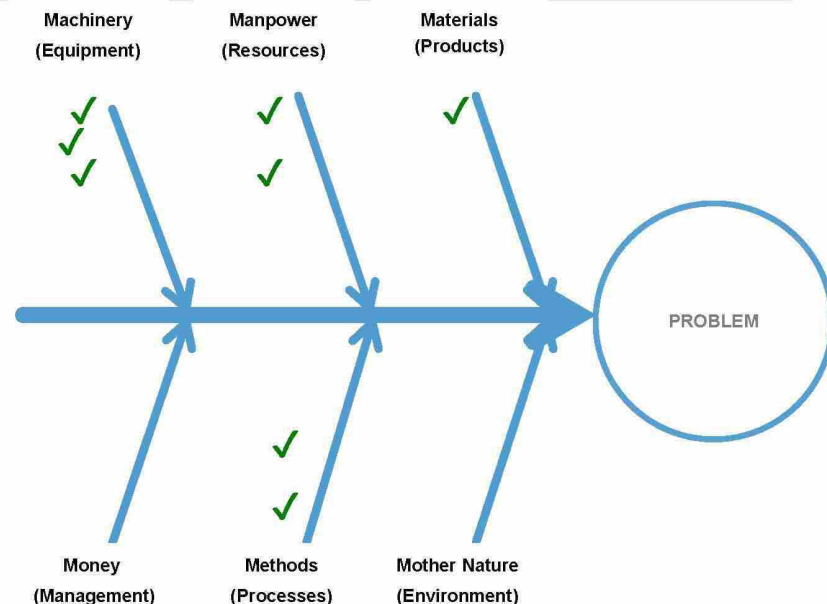 Machinery
(Equipment)
Manpower
(Resources)
Materials
(Products)
PROBLEM
Money
(Management)
Methods
(Processes)
Mother Nature
(Environment)